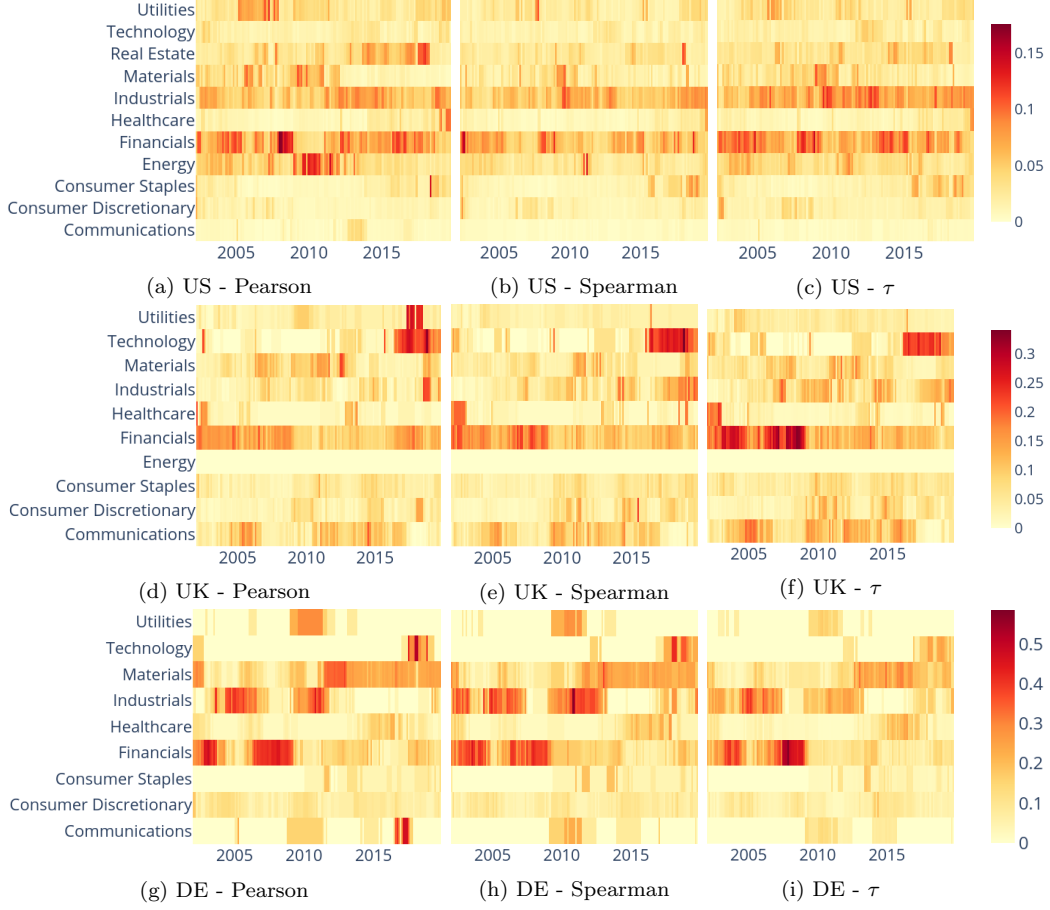 Utilities
Technology
Real Estate
Materials
Industrials
Healthcare
Financials
Energy
Consumer Staples
Consumer Discretionary
Communications
0.15
0.1
0.05
0
2005 2010 2015 2005 2010 2015 2005 2010 2015
(a) US - Pearson (b) US - Spearman (c) US - τ
Utilities
Technology
Materials
Industrials
Healthcare
Financials
Energy
Consumer Staples
Consumer Discretionary
Communications
0.3
0.25
0.2
0.15
0.1
0.05
0
2005 2010 2015 2005 2010 2015 2005 2010 2015
(d) UK - Pearson (e) UK - Spearman (f) UK - τ
Utilities
Technology
Materials
Industrials
Healthcare
Financials
Consumer Staples
Consumer Discretionary
Communications
0.5
0.4
0.3
0.2
0.1
0
2005 2010 2015 2005 2010 2015 2005 2010 2015
(g) DE - Pearson (h) DE - Spearman (i) DE - τ